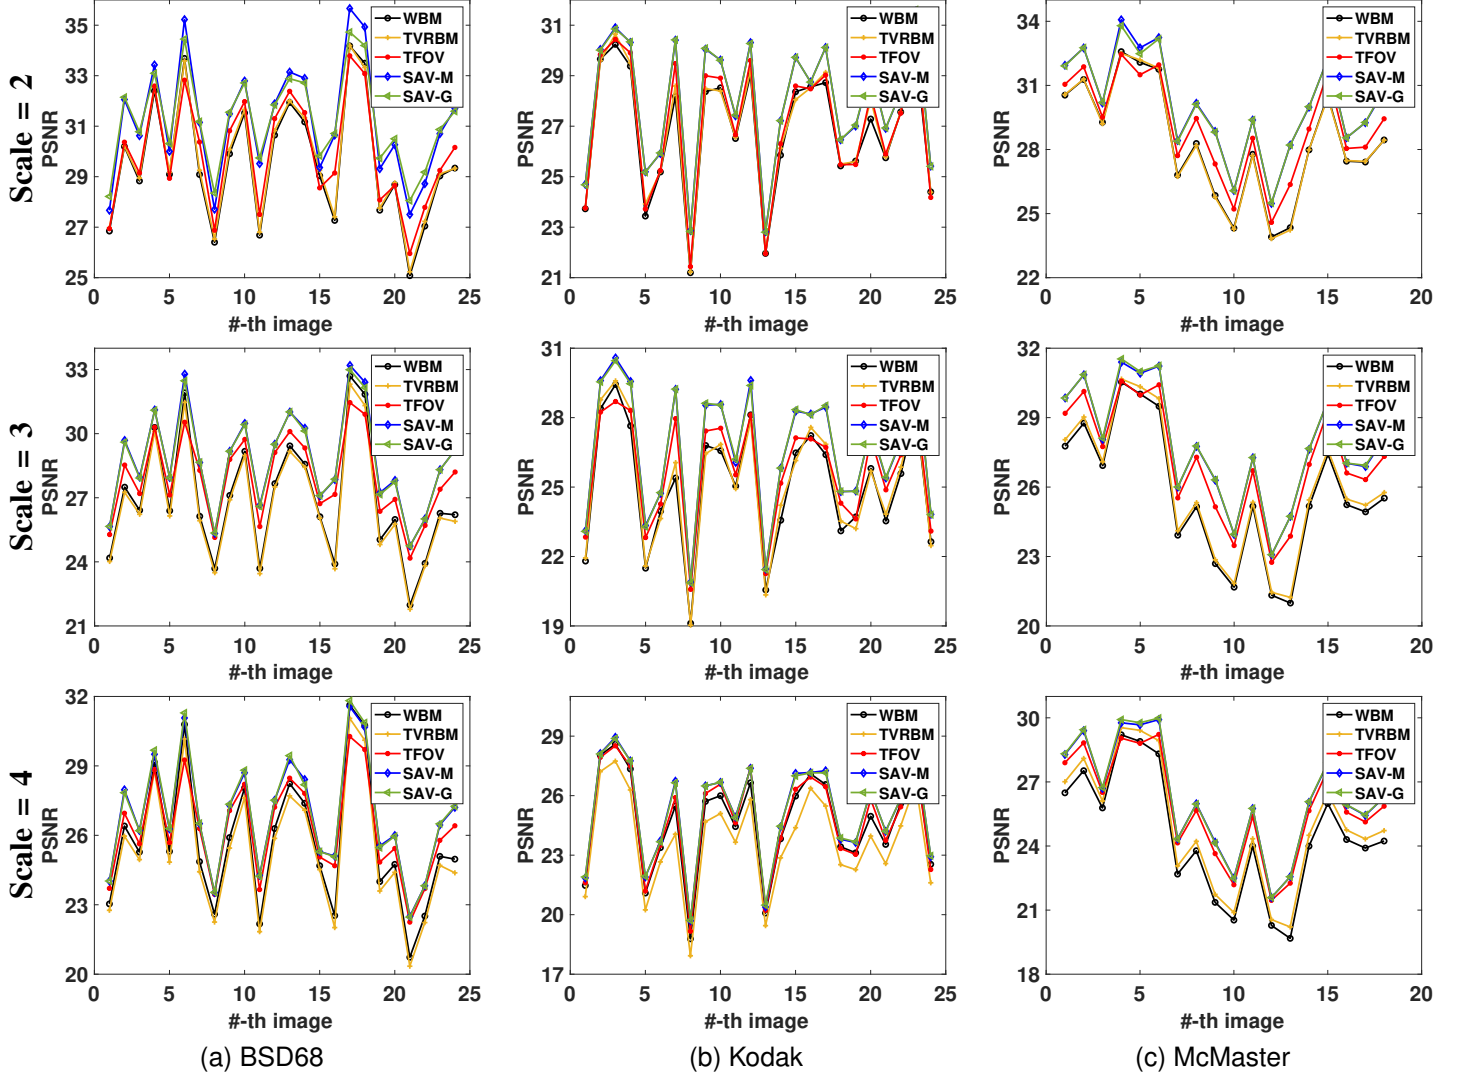 Scale = 2
PSNR
35
33
31
29
27
25
0
5
10
15
20
25
#-th image
WBM
TVRBM
TFOV
SAV-M
SAV-G
PSNR
31
29
27
25
23
21
0
5
10
15
20
25
#-th image
WBM
TVRBM
TFOV
SAV-M
SAV-G
PSNR
34
31
28
25
22
0
5
10
15
20
#-th image
WBM
TVRBM
TFOV
SAV-M
SAV-G
Scale = 3
PSNR
33
30
27
24
21
0
5
10
15
20
25
#-th image
WBM
TVRBM
TFOV
SAV-M
SAV-G
PSNR
31
28
25
22
19
0
5
10
15
20
25
#-th image
WBM
TVRBM
TFOV
SAV-M
SAV-G
PSNR
32
29
26
23
20
0
5
10
15
20
#-th image
WBM
TVRBM
TFOV
SAV-M
SAV-G
Scale = 4
PSNR
32
29
26
23
20
0
5
10
15
20
25
#-th image
WBM
TVRBM
TFOV
SAV-M
SAV-G
PSNR
29
26
23
20
17
0
5
10
15
20
25
#-th image
WBM
TVRBM
TFOV
SAV-M
SAV-G
PSNR
30
27
24
21
18
0
5
10
15
20
#-th image
WBM
TVRBM
TFOV
SAV-M
SAV-G
(a) BSD68
(b) Kodak
(c) McMaster